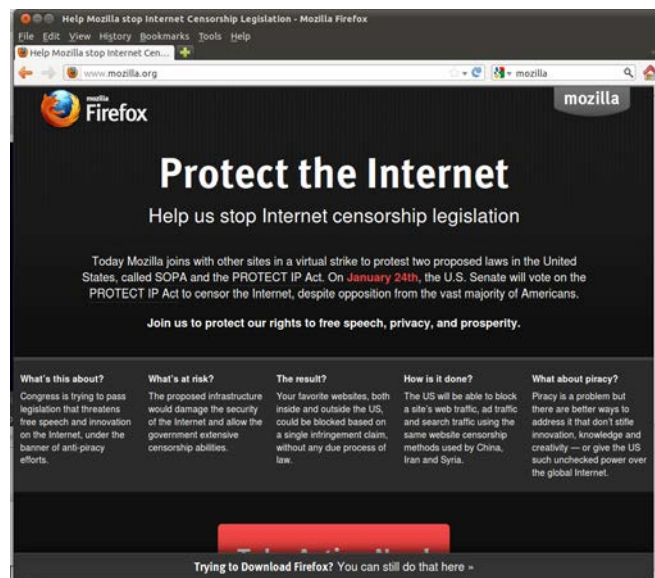 Help Mozilla stop Internet Censorship Legislation - Mozilla Firefox
File Edit View History Bookmarks Tools Help
Help Mozilla stop Internet Cen...
www.mozilla.org
mozilla
mozilla
Firefox
mozilla
Protect the Internet
Help us stop Internet censorship legislation
Today Mozilla joins with other sites in a virtual strike to protest two proposed laws in the United
States, called SOPA and the PROTECT IP Act. On January 24th, the U.S. Senate will vote on the
PROTECT IP Act to censor the Internet, despite opposition from the vast majority of Americans.
Join us to protect our rights to free speech, privacy, and prosperity.
What's this about?
Congress is trying to pass
legislation that threatens
free speech and innovation
on the Internet, under the
banner of anti-piracy
efforts.
What's at risk?
The proposed infrastructure
would damage the security
of the Internet and allow the
government extensive
censorship abilities.
The result?
Your favorite websites, both
inside and outside the US,
could be blocked based on
a single infringement claim,
without any due process of
law.
How is it done?
The US will be able to block
a site's web traffic, ad traffic
and search traffic using the
same website censorship
methods used by China,
Iran and Syria.
What about piracy?
Piracy is a problem but
there are better ways to
address it that don't stifle
innovation, knowledge and
creativity — or give the US
such unchecked power over
the global Internet.
Take Action Now!
Trying to Download Firefox? You can still do that here »